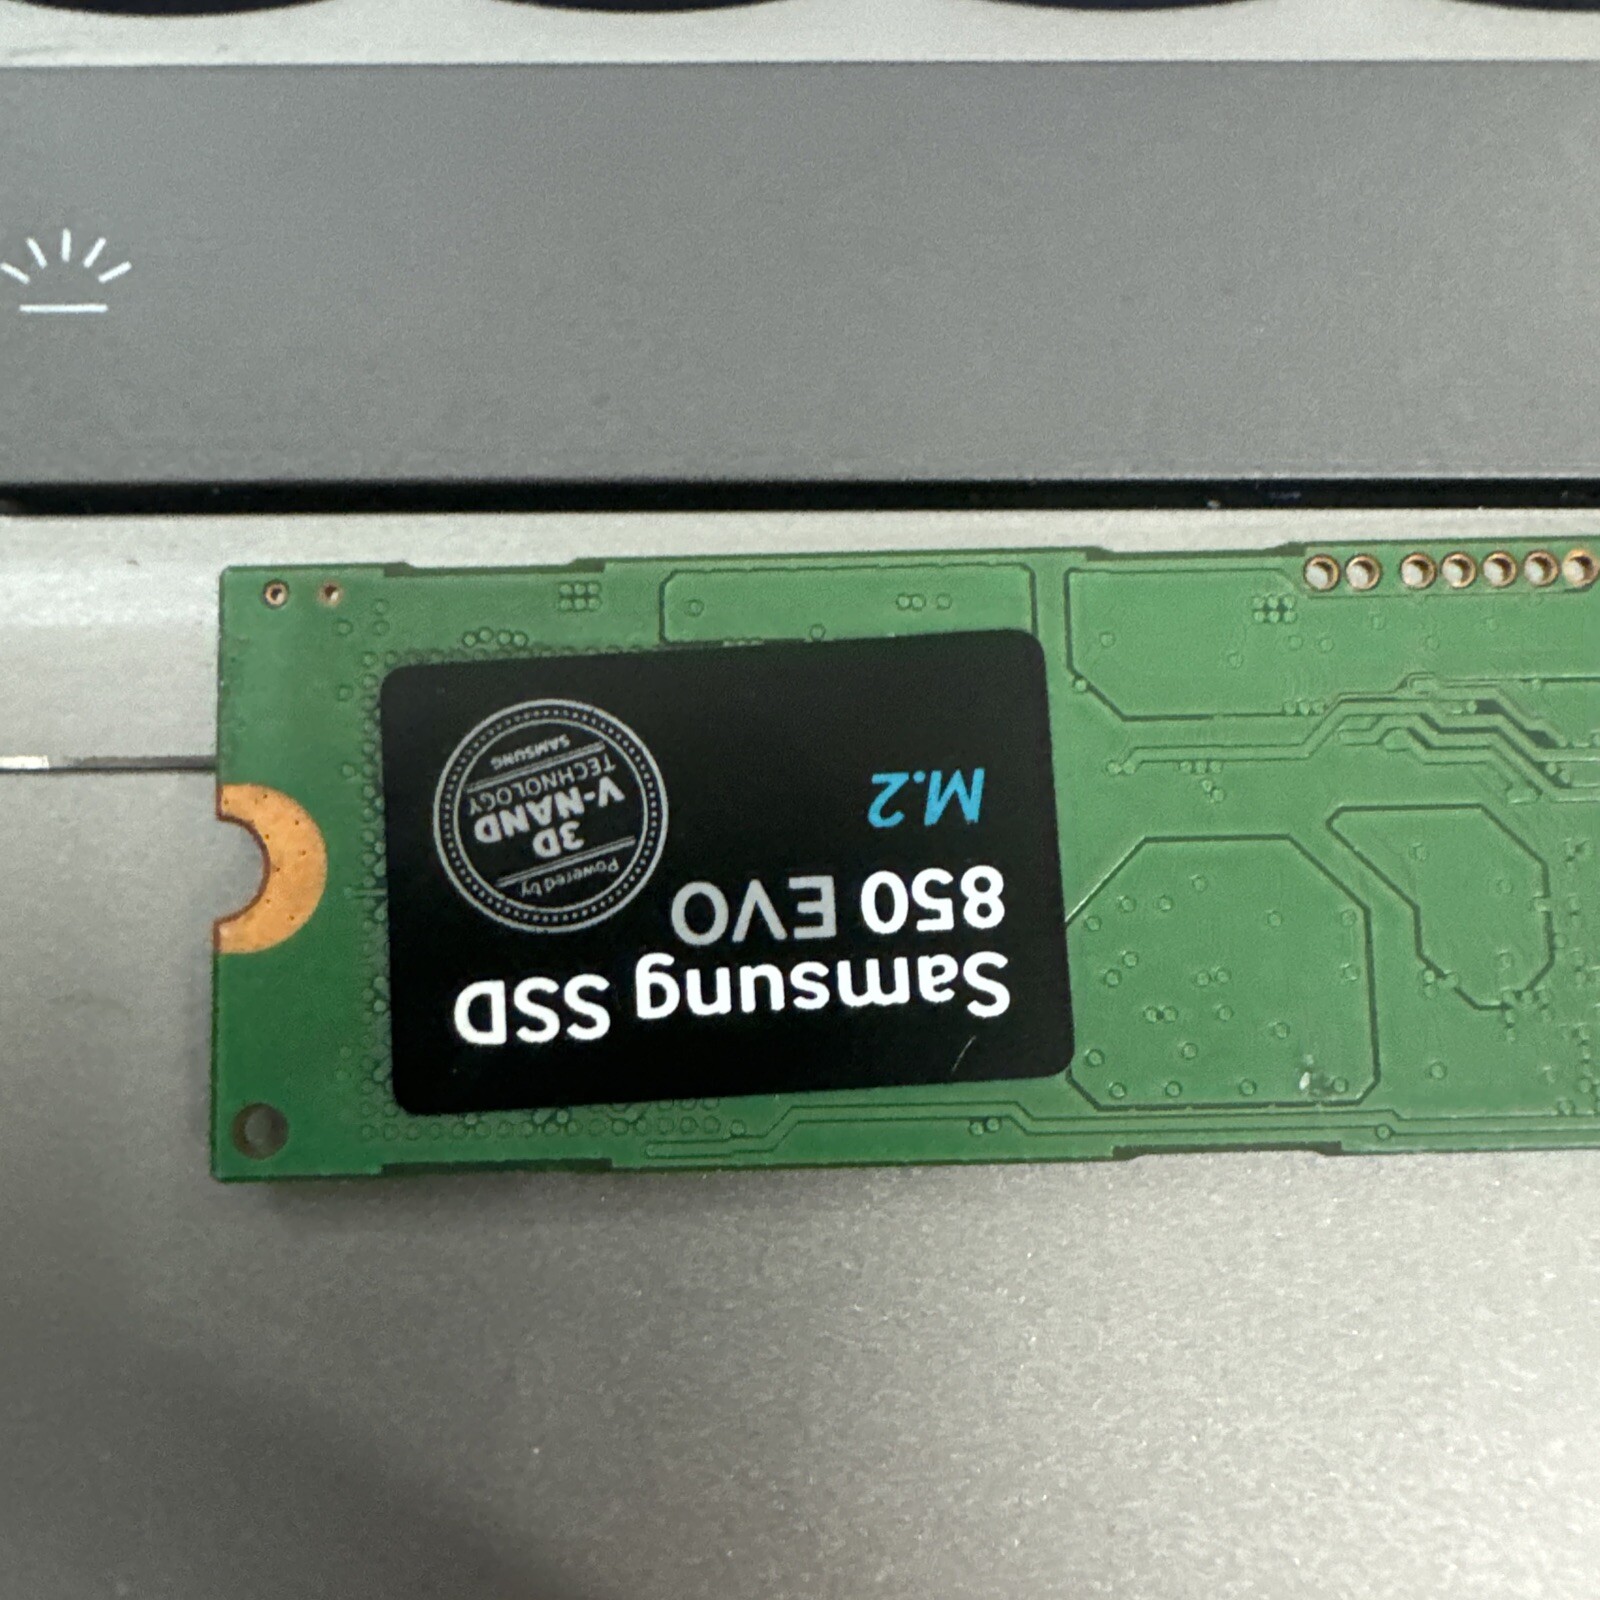 Samsung SSD
850 EVO
M.2
Powered by
3D
V-NAND
TECHNOLOGY
SAMSUNG